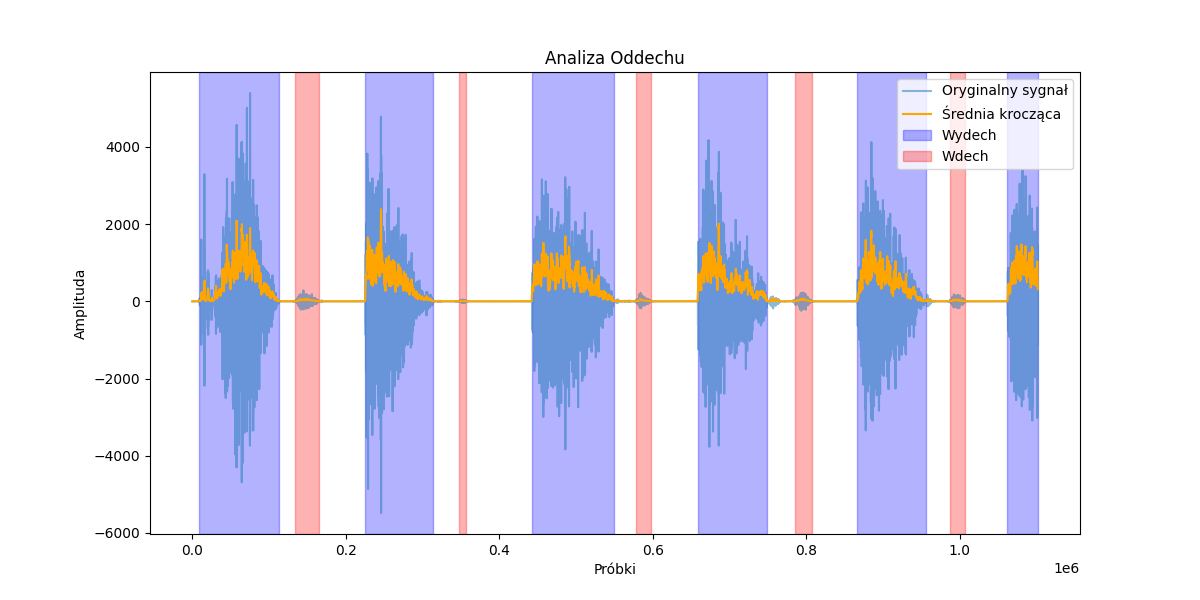 Analiza Oddechu
Oryginalny sygnał
Średnia krocząca
Wydech
Wdech
Amplituda
4000
2000
0
−2000
−4000
−6000
0.0 0.2 0.4 0.6 0.8 1.0
1e6
Próbki